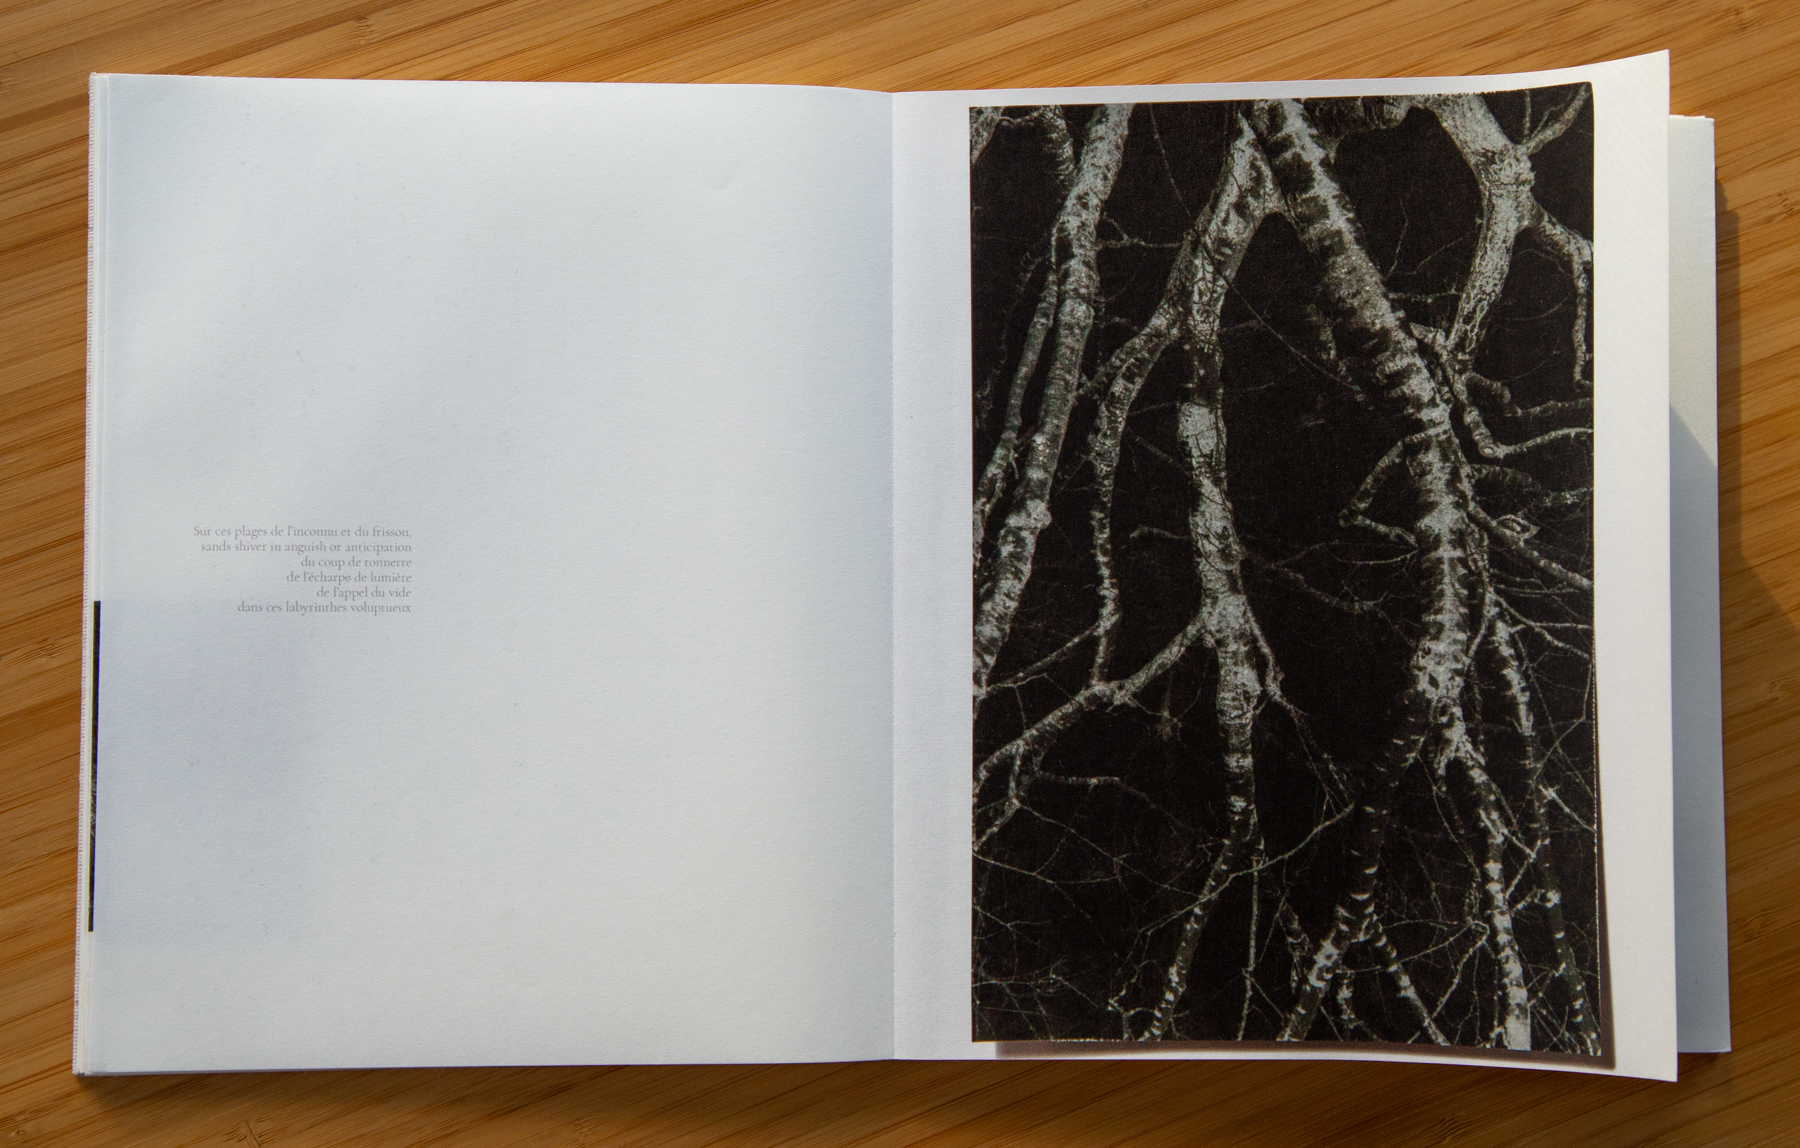 Sur ces plages de l'inconnu et du frisson,
sands shiver in anguish or anticipation
du coup de tonnerre
de l'écharpe de lumière
de l'appel du vide
dans ces labyrinthes voluptueux